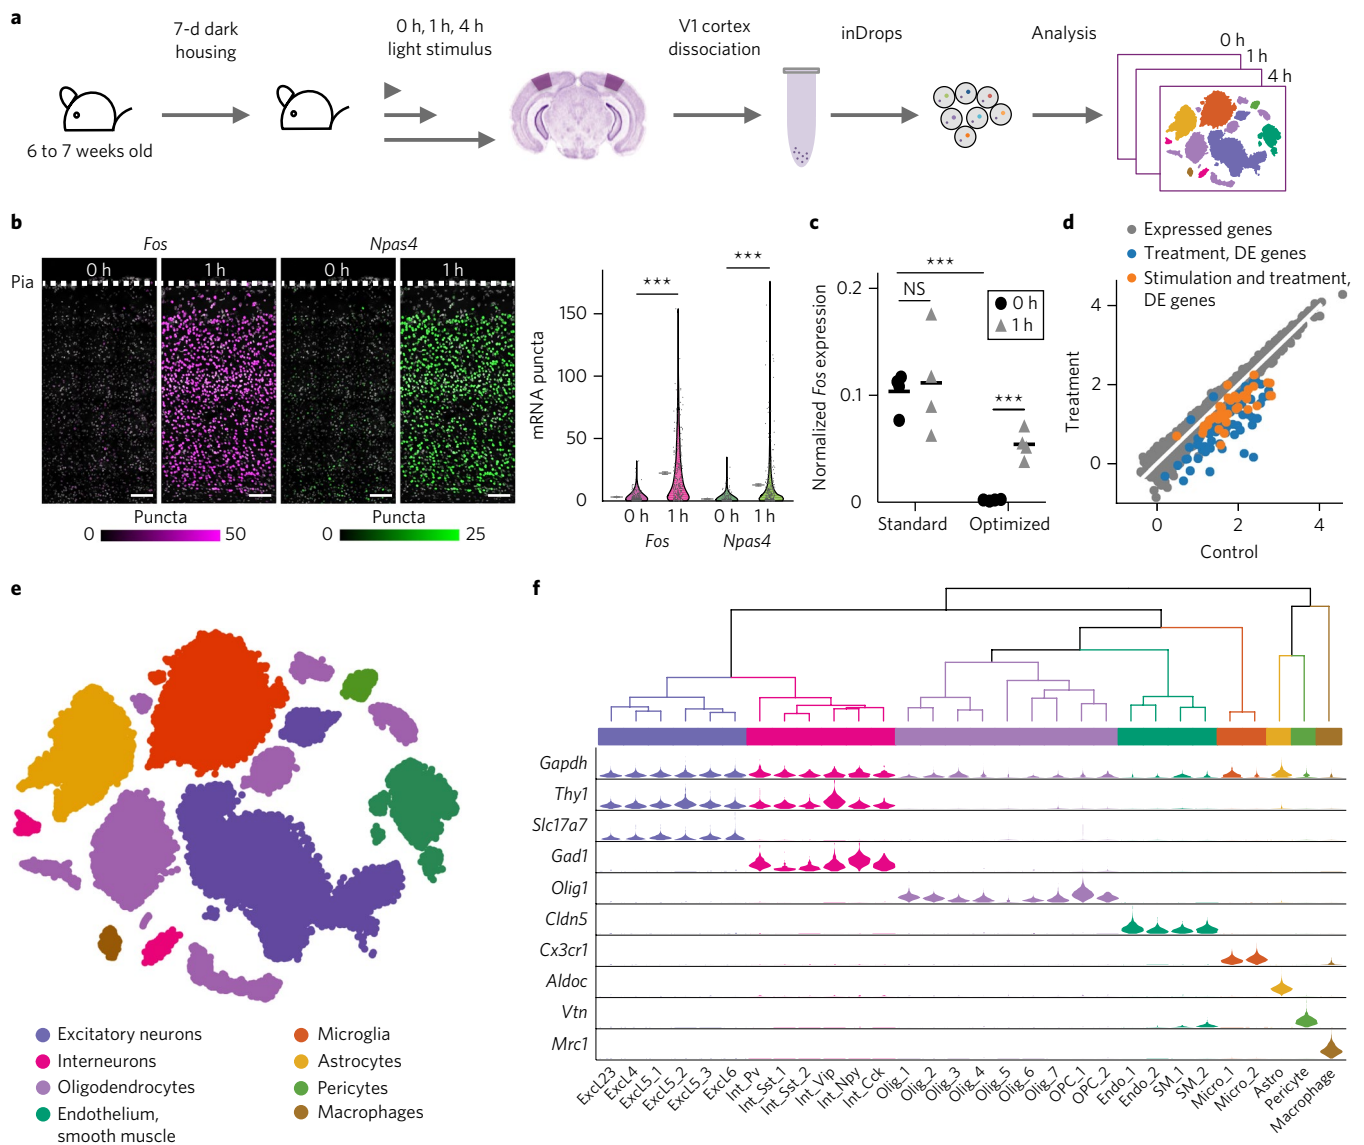 a
7-d dark
housing
0 h, 1 h, 4 h
light stimulus
V1 cortex
dissociation
inDrops
Analysis
0 h
1 h
4 h
6 to 7 weeks old
b
Fos
Npas4
0 h
1 h
0 h
1 h
Pia
Puncta
0
50
Puncta
0
25
mRNA puncta
150
100
50
0
***
***
0 h
1 h
0 h
1 h
Fos
Npas4
c
Normalized Fos expression
0.2
0.1
0
***
NS
***
0 h
1 h
Standard
Optimized
d
Expressed genes
Treatment, DE genes
Stimulation and treatment,
DE genes
Treatment
4
2
0
0
2
4
Control
e
Excitatory neurons
Interneurons
Oligodendrocytes
Endothelium,
smooth muscle
Microglia
Astrocytes
Pericytes
Macrophages
f
Gapdh
Thy1
Slc17a7
Gad1
Olig1
Cldn5
Cx3cr1
Aldoc
Vtn
Mrc1
ExcL23
ExcL4
ExcL5_1
ExcL5_2
ExcL5_3
ExcL6
Int_Pv
Int_Sst_1
Int_Sst_2
Int_Vip
Int_Npy
Int_Cck
Olig_1
Olig_2
Olig_3
Olig_4
Olig_5
Olig_6
Olig_7
OPC_1
OPC_2
Endo_1
Endo_2
SM_1
SM_2
Micro_1
Micro_2
Astro
Pericyte
Macrophage